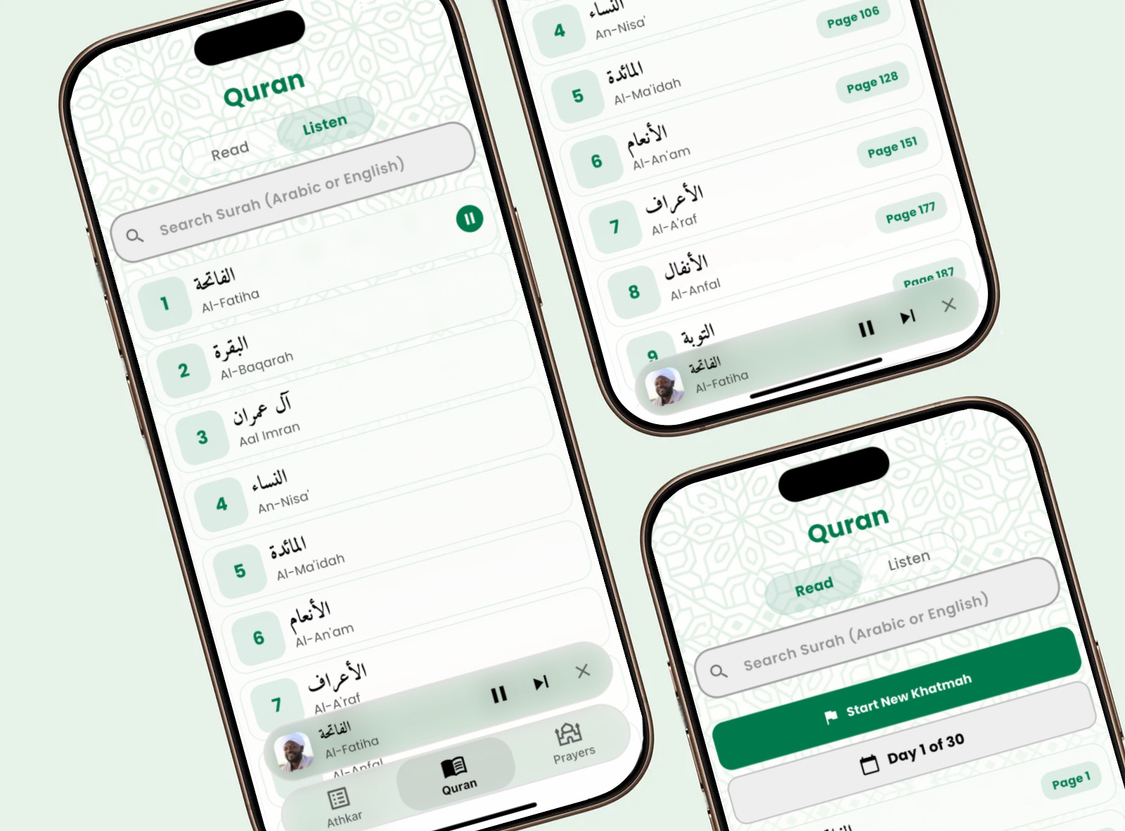 Quran
Read
Listen
Search Surah (Arabic or English)
1
الفاتحة
Al-Fatiha
2
البقرة
Al-Baqarah
3
آل عمران
Aal Imran
4
النساء
An-Nisa'
5
المائدة
Al-Ma'idah
6
الأنعام
Al-An'am
7
الأعراف
Al-A'raf
الفاتحة
Al-Fatiha
Al-Anfal
Athkar
Quran
Prayers
4
النساء
An-Nisa'
Page 106
5
المائدة
Al-Ma'idah
Page 128
6
الأنعام
Al-An'am
Page 151
7
الأعراف
Al-A'raf
Page 177
8
الأنفال
Al-Anfal
Page 187
9
التوبة
الفاتحة
Al-Fatiha
Quran
Read
Listen
Search Surah (Arabic or English)
Start New Khatmah
Day 1 of 30
Page 1